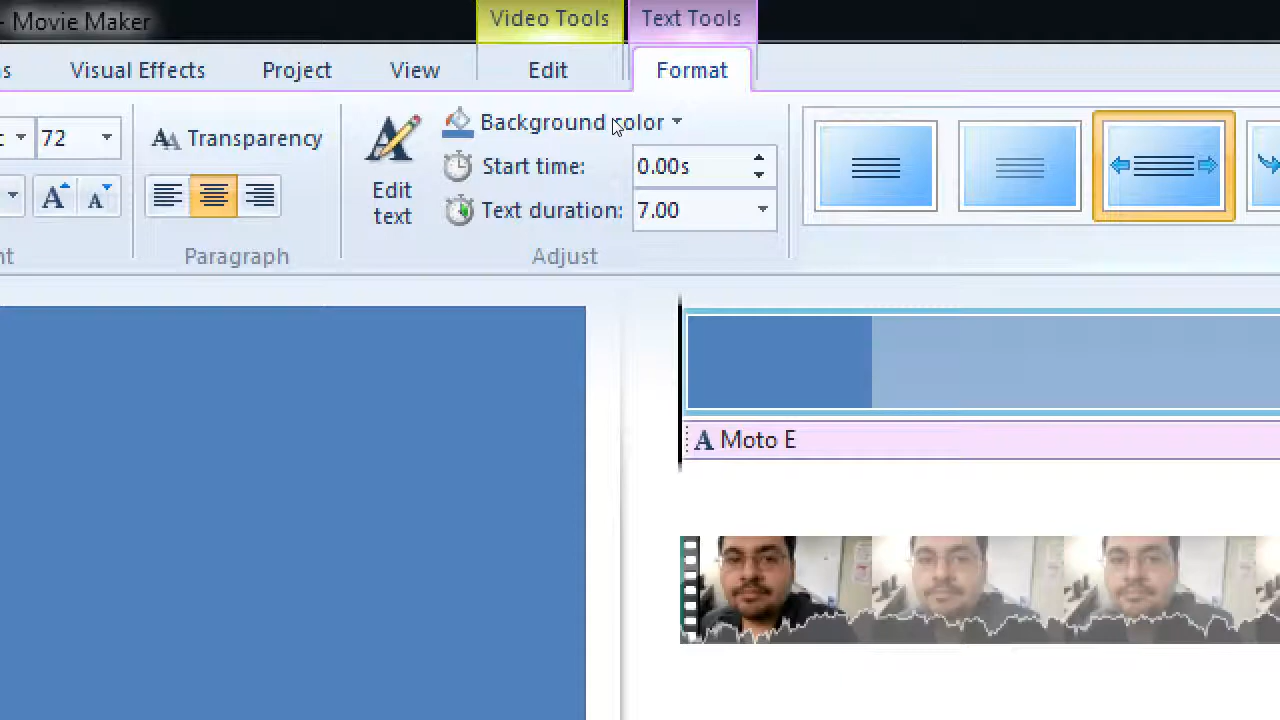 - Movie Maker
Video Tools
Text Tools
s
Visual Effects
Project
View
Edit
Format
72
Transparency
A A
Paragraph
Edit
text
Background color
Start time:
0.00s
Text duration:
7.00
Adjust
A Moto E